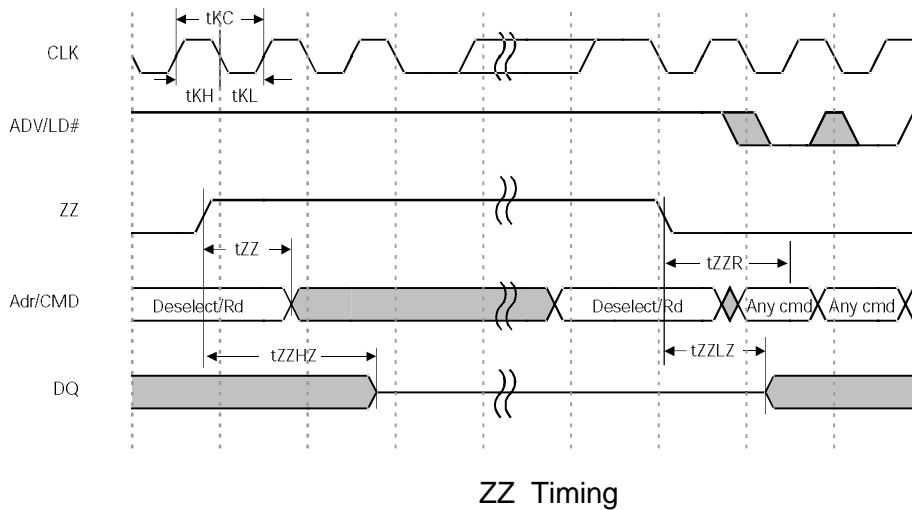 tKC
CLK
tKH tKL
ADV/LD#
ZZ
tZZ
tZZR
Adr/CMD
Deselect/Rd
Deselect/Rd
Any cmd
Any cmd
tZZHZ
tZZLZ
DQ
ZZ Timing